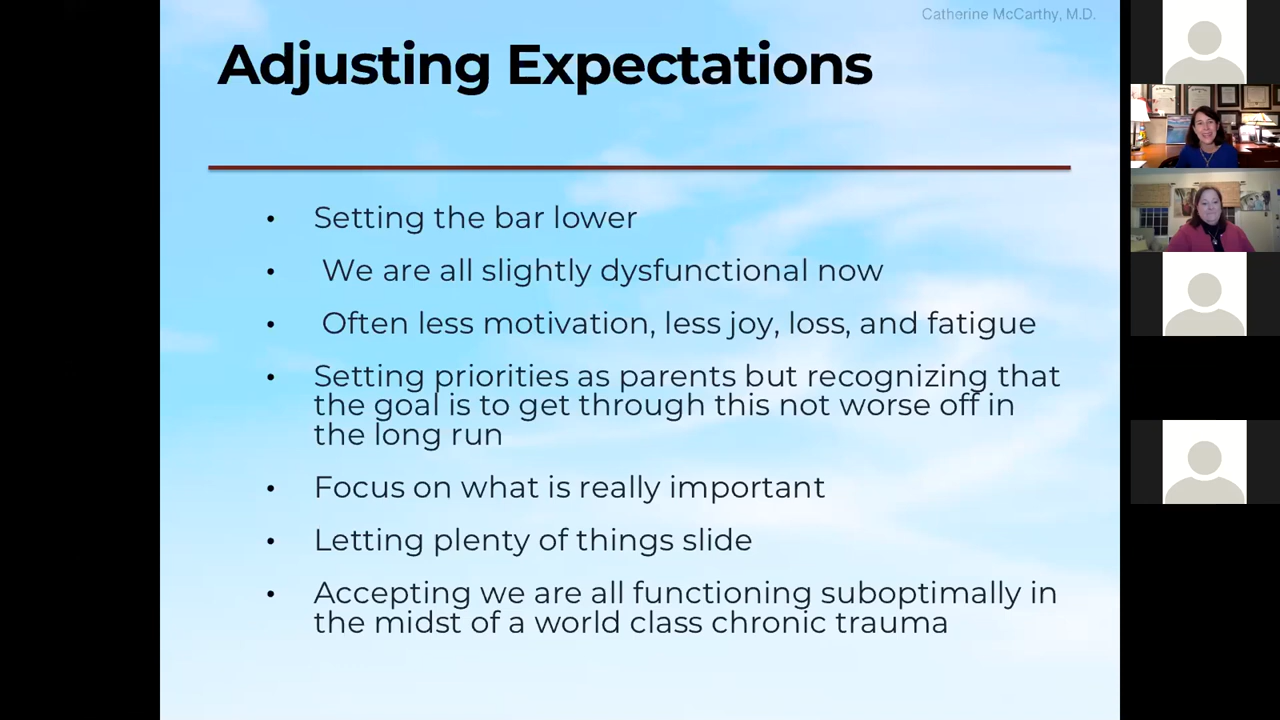 Catherine McCarthy, M.D.
Adjusting Expectations
• Setting the bar lower
• We are all slightly dysfunctional now
• Often less motivation, less joy, loss, and fatigue
• Setting priorities as parents but recognizing that
the goal is to get through this not worse off in
the long run
• Focus on what is really important
• Letting plenty of things slide
• Accepting we are all functioning suboptimally in
the midst of a world class chronic trauma